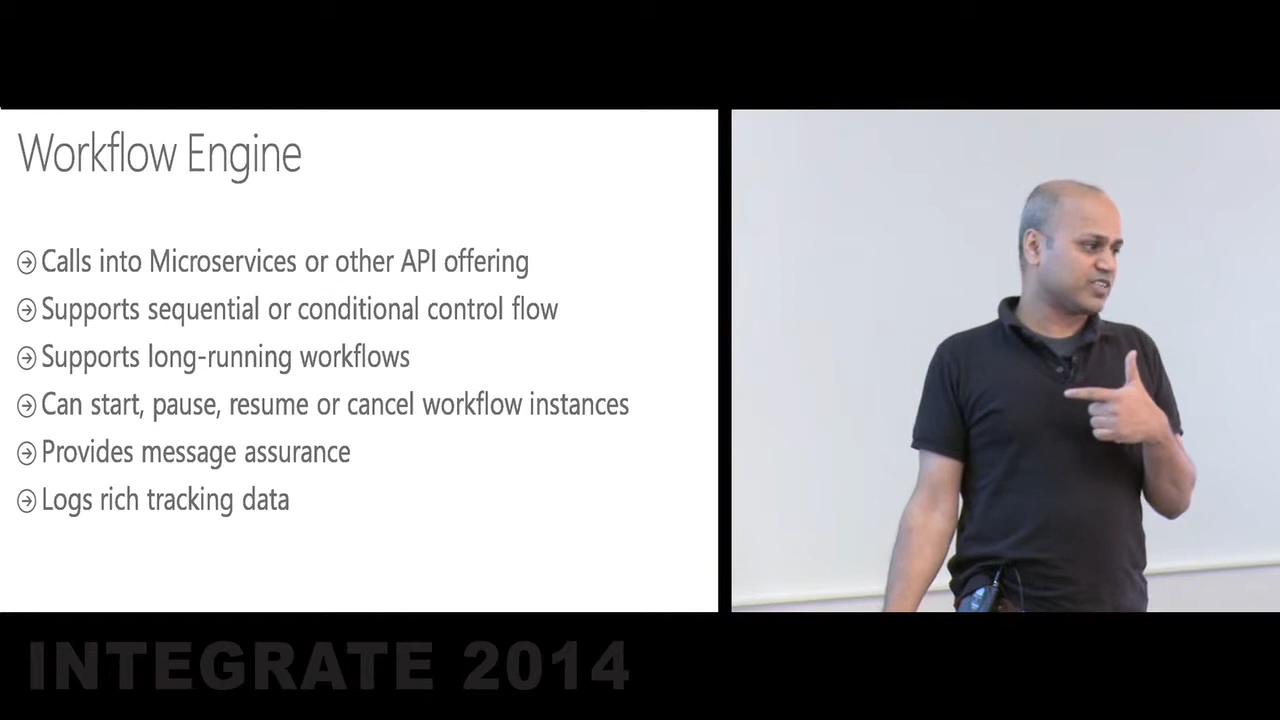 Workflow Engine
Calls into Microservices or other API offering
Supports sequential or conditional control flow
Supports long-running workflows
Can start, pause, resume or cancel workflow instances
Provides message assurance
Logs rich tracking data
INTEGRATE 2014